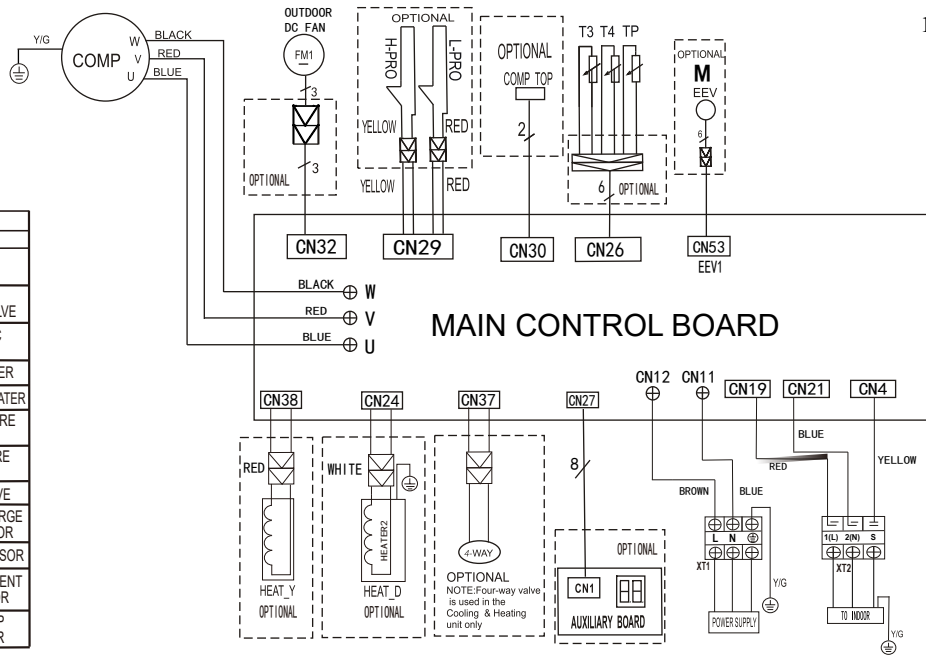 Y/G
COMP
W
V
U
BLACK
RED
BLUE
OUTDOOR
DC FAN
FM1
3
3
OPTIONAL
OPTIONAL
H-PRO
L-PRO
YELLOW
RED
YELLOW
RED
OPTIONAL
COMP TOP
2
T3 T4 TP
6 OPTIONAL
OPTIONAL
M
EEV
6
CN32
CN29
CN30
CN26
CN53
EEV1
BLACK W
RED V
BLUE U
MAIN CONTROL BOARD
LVE
ER
ATER
RE
RE
VE
RGE
OR
SOR
ENT
OR
P
R
CN38
CN24
CN37
CN27
CN12
CN11
CN19
CN21
CN4
RED
HEAT_Y
OPTIONAL
WHITE
HEATER2
HEAT_D
OPTIONAL
4-WAY
OPTIONAL
NOTE:Four-way valve
is used in the
Cooling & Heating
unit only
8
OPTIONAL
CN1
AUXILIARY BOARD
BROWN
BLUE
L N
XT1
Y/G
POWER SUPPLY
BLUE
RED
YELLOW
1(L) 2(N) S
XT2
TO INDOOR
Y/G